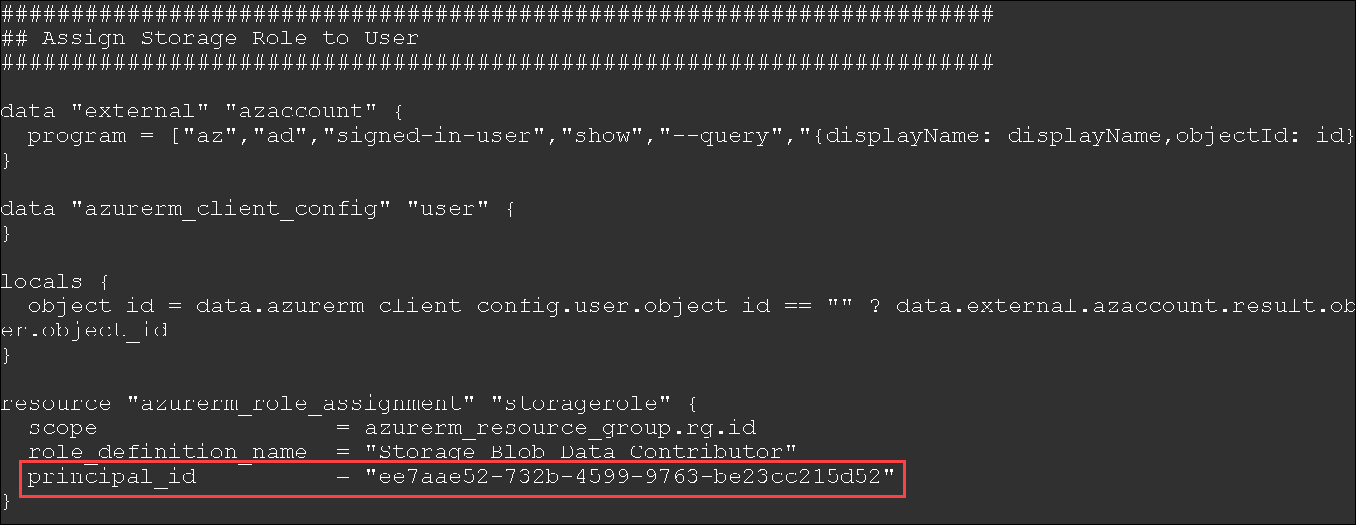 #######################################################################
## Assign Storage Role to User
#######################################################################
data "external" "azaccount" {
  program = ["az","ad","signed-in-user","show","--query","{displayName: displayName,objectId: id}
}
data "azurerm_client_config" "user" {
}
locals {
  object_id = data.azurerm_client_config.user.object_id == "" ? data.external.azaccount.result.ob
er.object_id
}
resource "azurerm_role_assignment" "storagerole" {
  scope                 = azurerm_resource_group.rg.id
  role_definition_name  = "Storage Blob Data Contributor"
  principal_id          = "ee7aae52-732b-4599-9763-be23cc215d52"
}